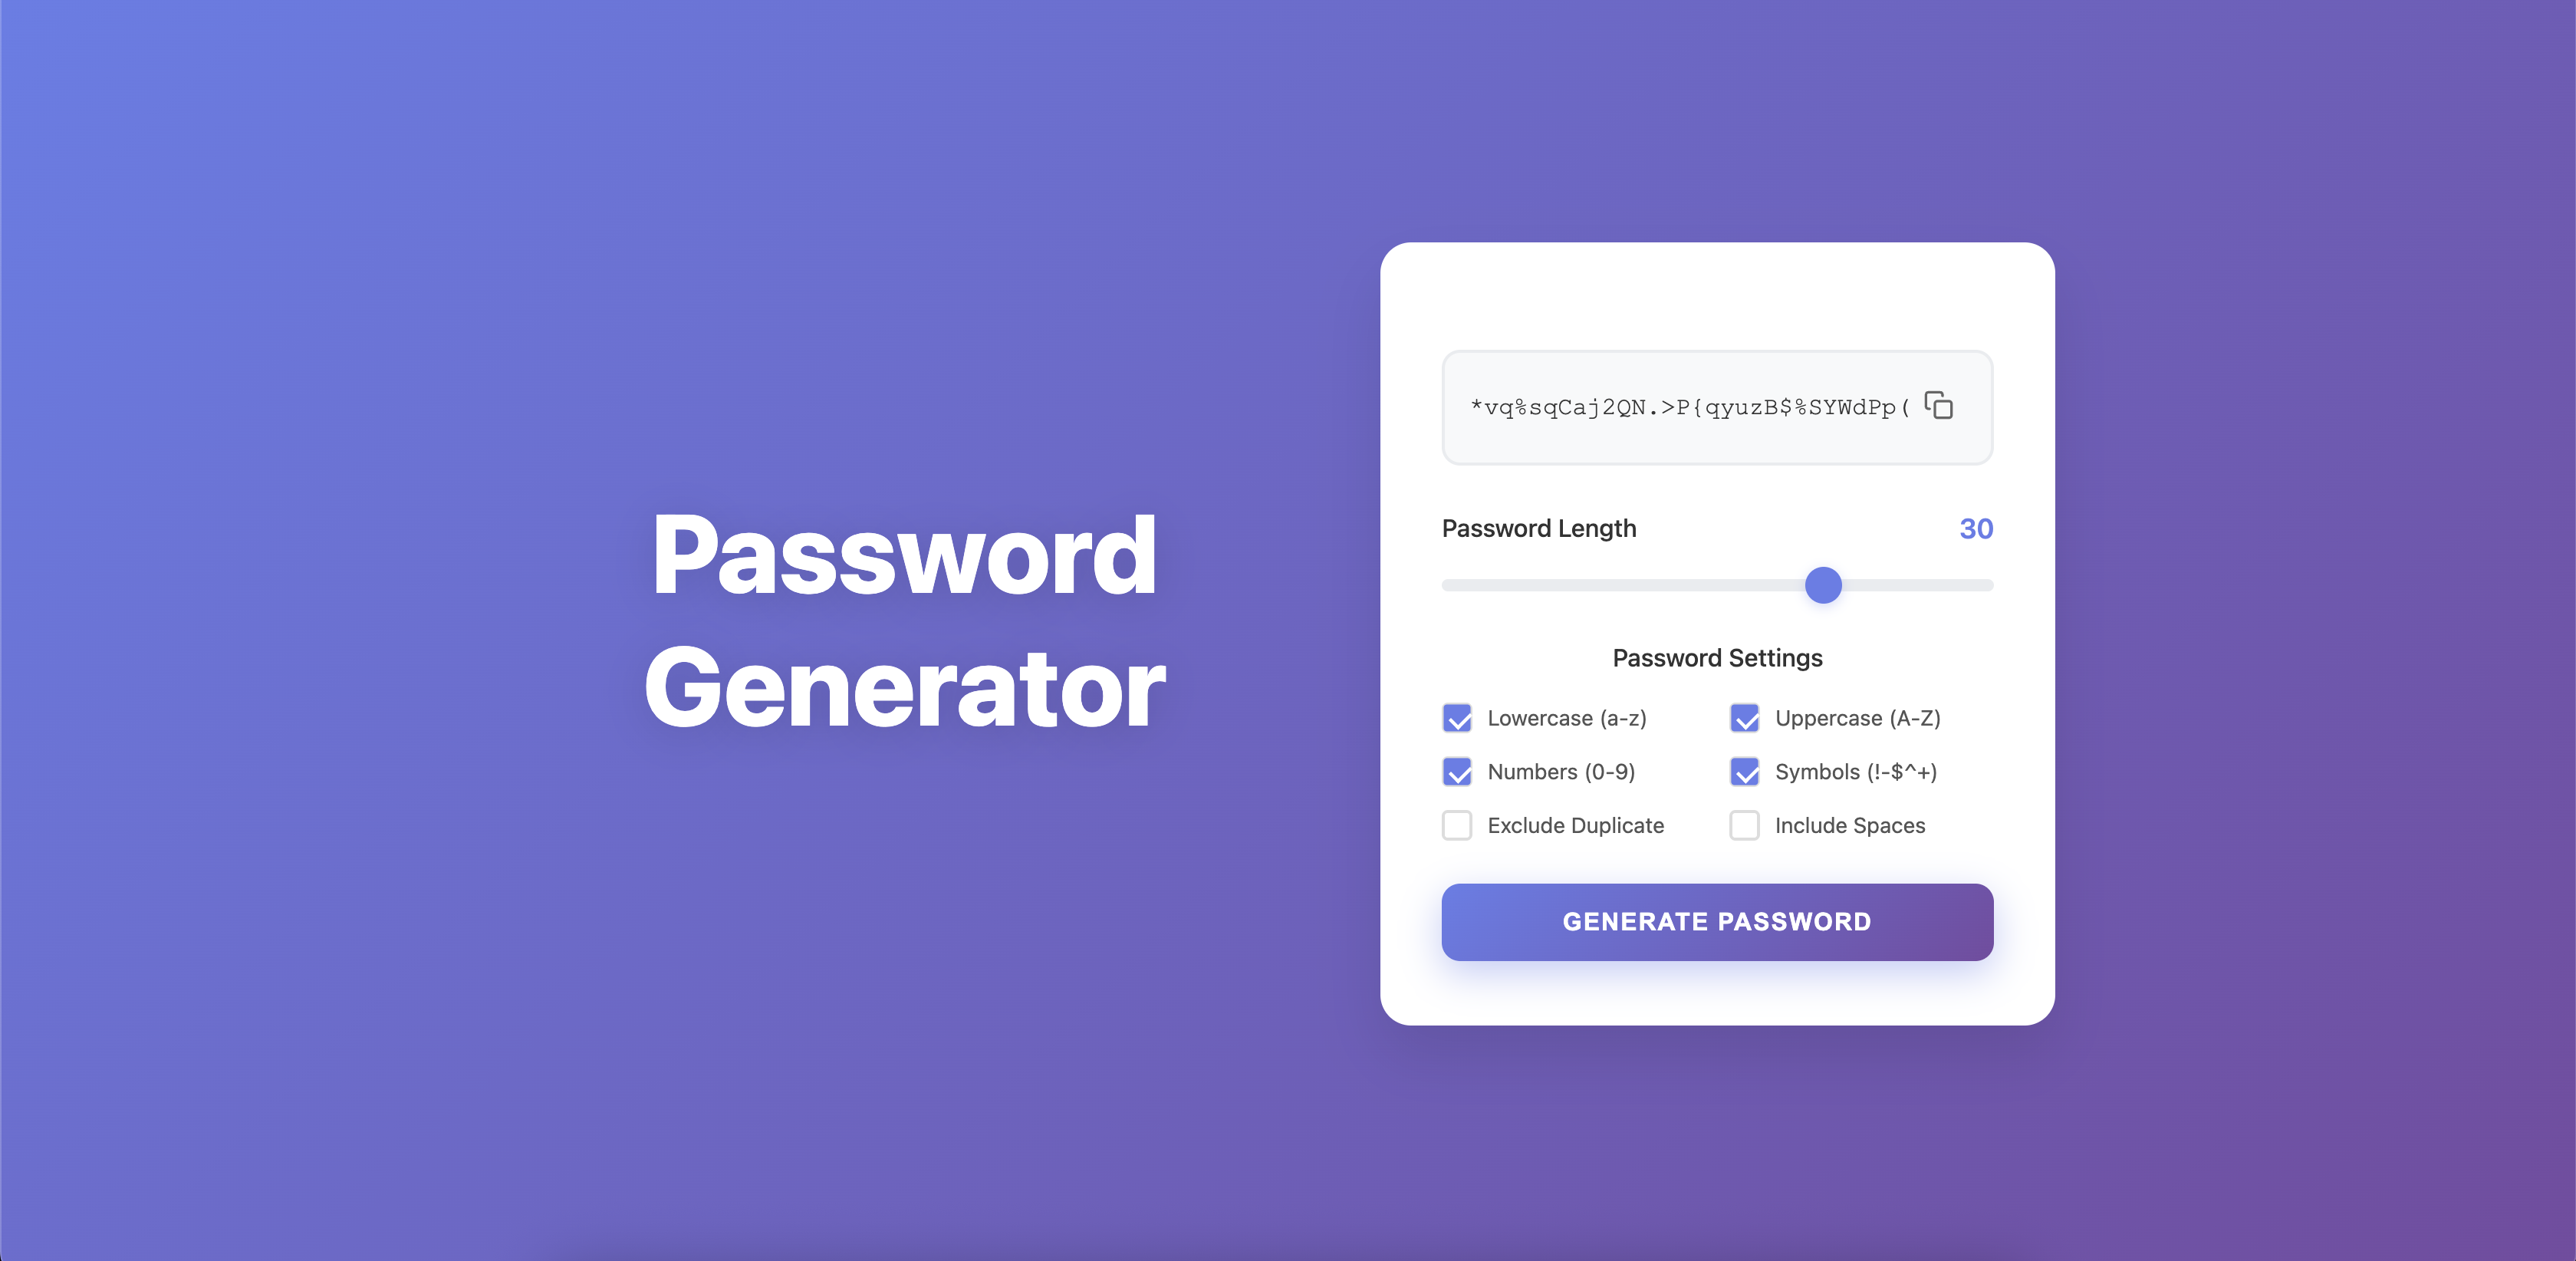 Password
Generator
*vq%sqCaj2QN.>P{qyuzB$%SYWdPp(
Password Length 30
Password Settings
Lowercase (a-z) Uppercase (A-Z)
Numbers (0-9) Symbols (!-$^+)
Exclude Duplicate Include Spaces
GENERATE PASSWORD